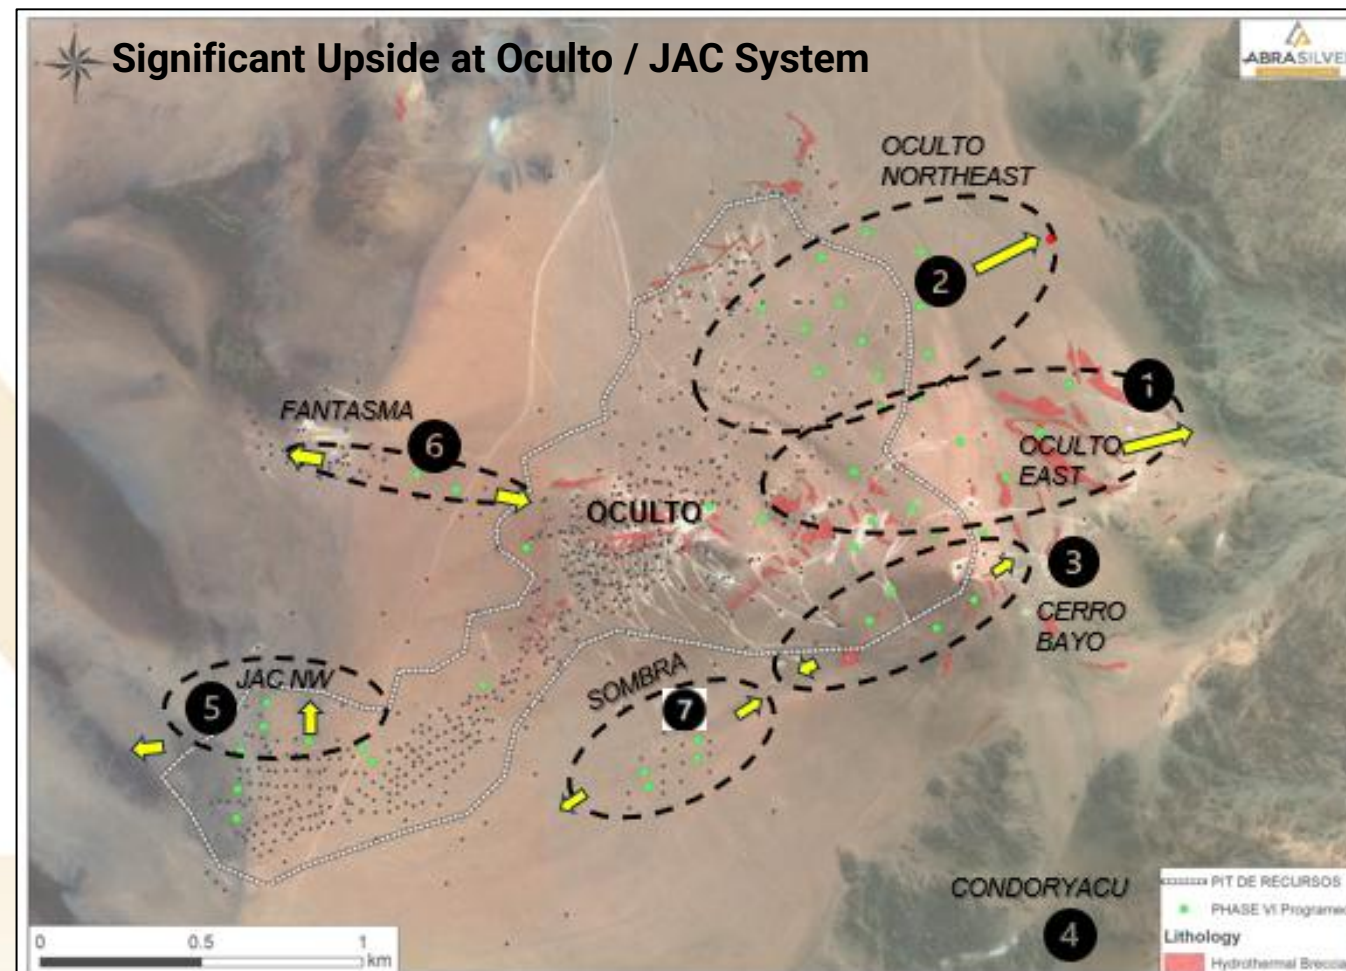 Significant Upside at Oculto / JAC System
ABRASILVE
OCULTO
NORTHEAST
2
1
FANTASMA
6
OCULTO
EAST
OCULTO
3
CERRO
BAYO
JAC NW
5
SOMBRA
7
CONDORYACU
4
PIT DE RECURSOS
PHASE VI Programed
Lithology
Hydrothermal Breccia
0 0.5 1
km